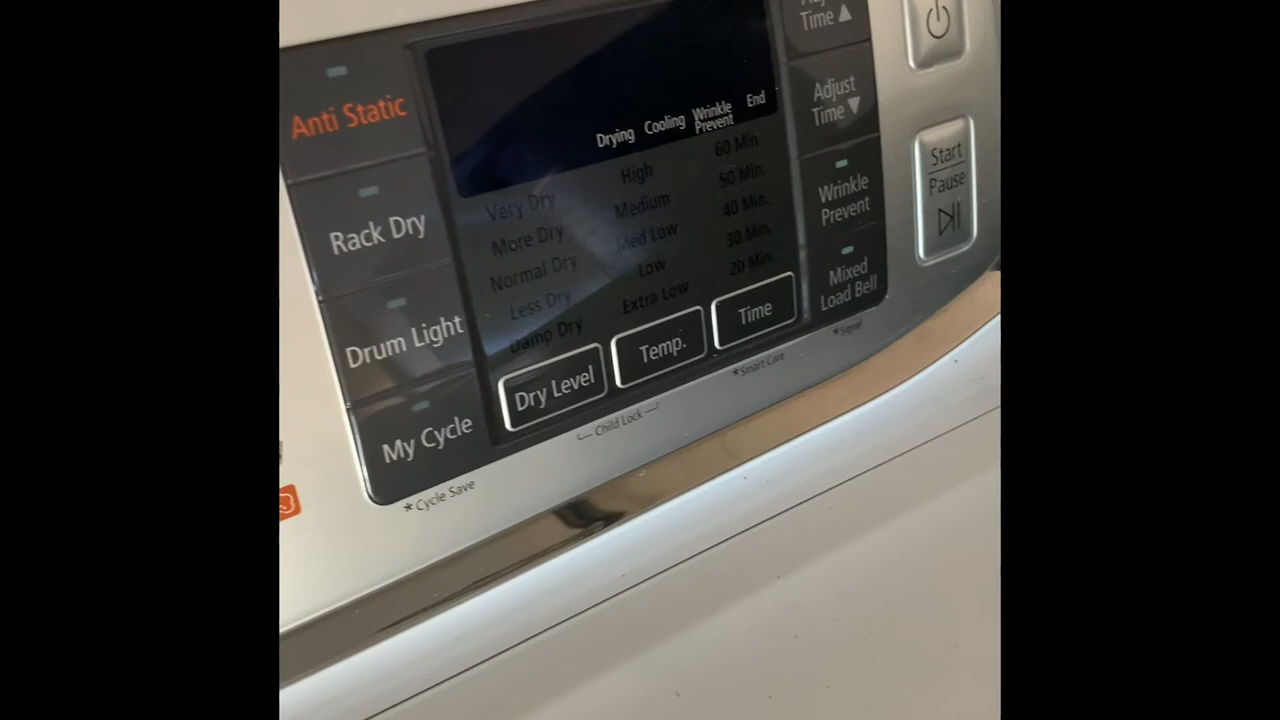 Time ▲
Anti Static
Adjust
Time ▼
Drying Cooling Wrinkle
Prevent End
Rack Dry
Very Dry High 60 Min
More Dry Medium 50 Min.
Normal Dry Med Low 40 Min.
Less Dry Low 30 Min.
Damp Dry Extra Low 20 Min.
Wrinkle
Prevent
Start
Pause
Drum Light
Dry Level Temp. Time
Mixed
Load Bell
My Cycle
*Cycle Save
Child Lock
*Smart Care
*Signal